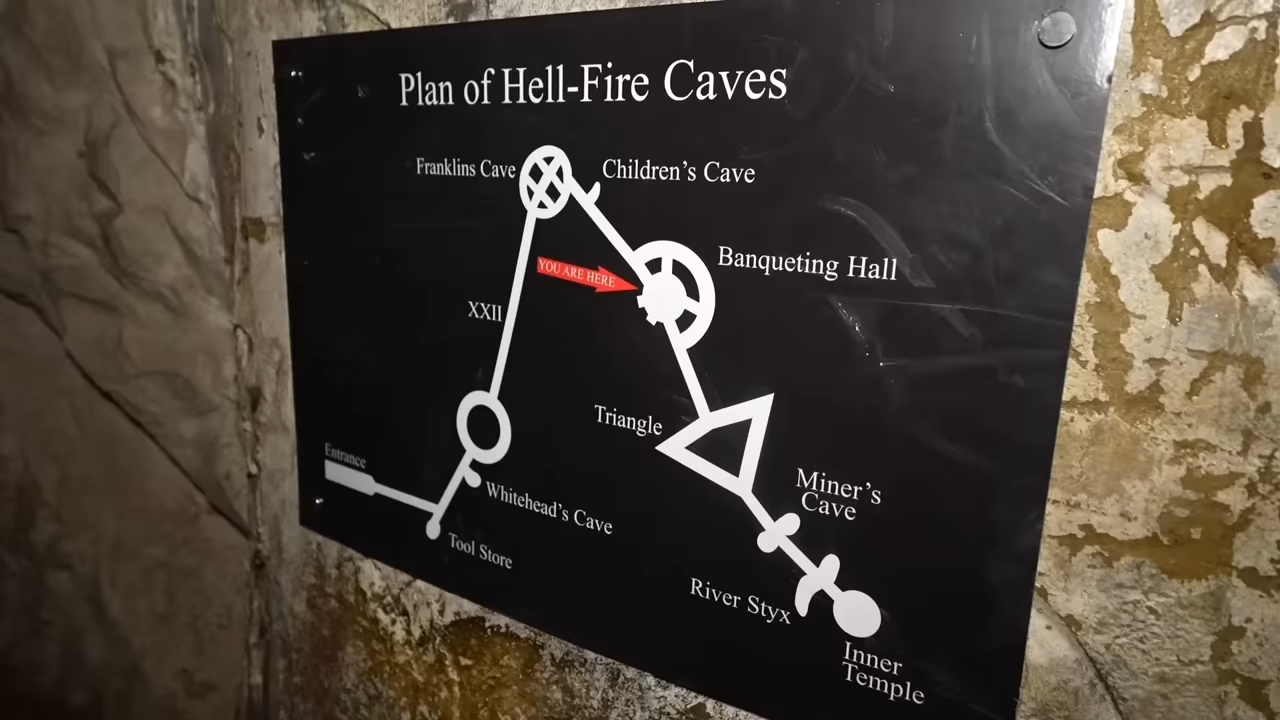 Plan of Hell-Fire Caves
Franklins Cave
Children's Cave
Banqueting Hall
YOU ARE HERE
XXII
Triangle
Entrance
Whitehead's Cave
Tool Store
Miner's
Cave
River Styx
Inner
Temple